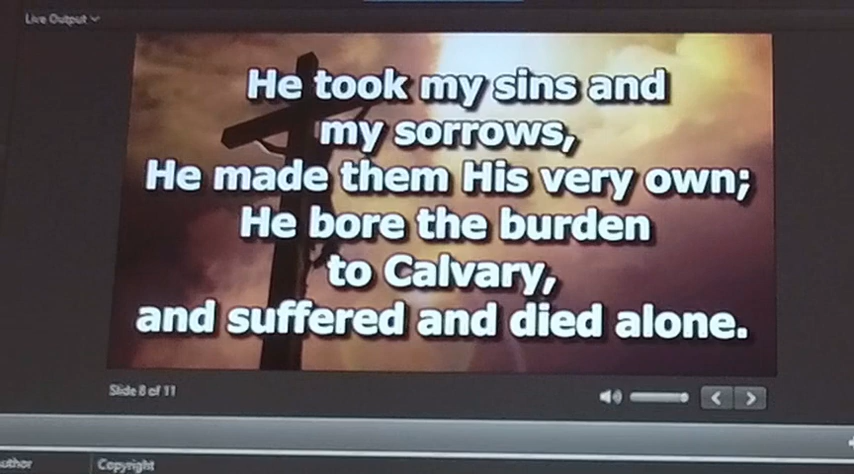 Live Output
He took my sins and
my sorrows,
He made them His very own;
He bore the burden
to Calvary,
and suffered and died alone.
Slide 8 of 11
uthor
Copyright